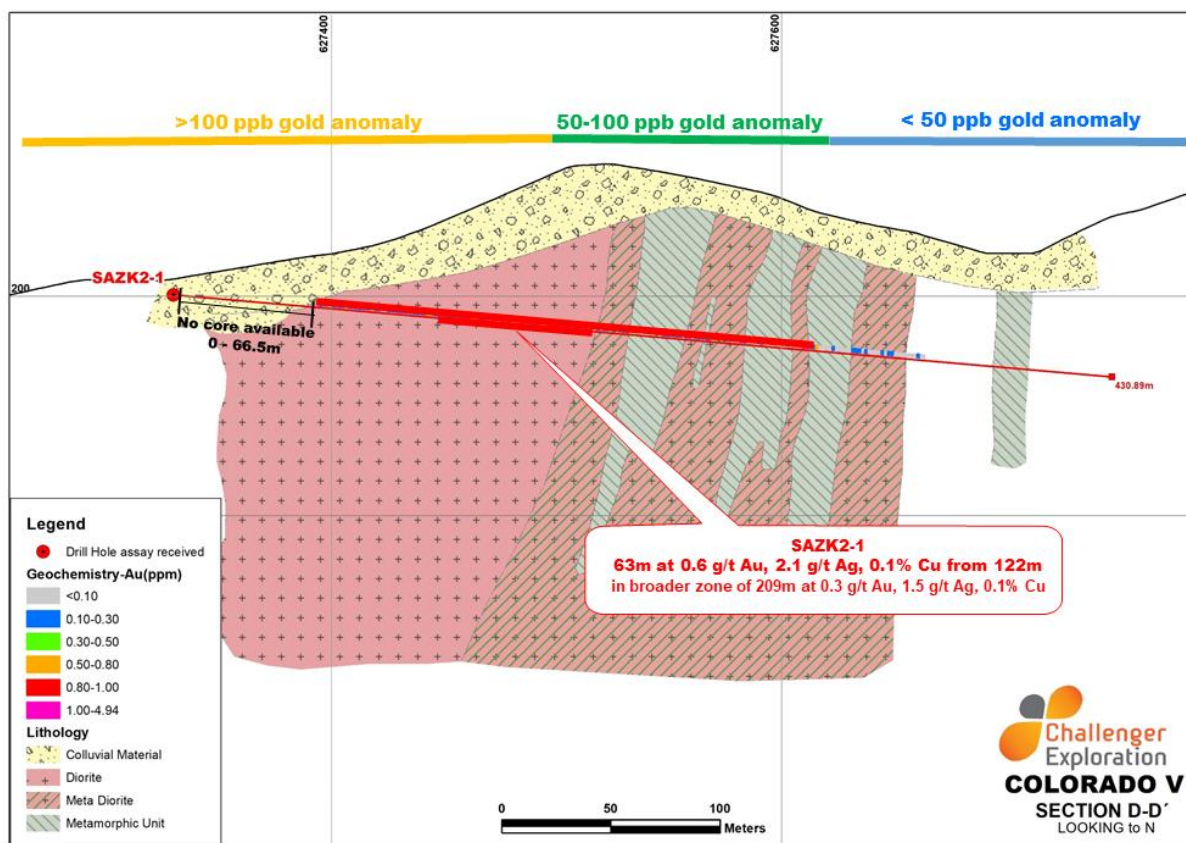 627400
627600
>100 ppb gold anomaly
50-100 ppb gold anomaly
< 50 ppb gold anomaly
200
SAZK2-1
No core available
0 - 66.5m
430.89m
SAZK2-1
63m at 0.6 g/t Au, 2.1 g/t Ag, 0.1% Cu from 122m
in broader zone of 209m at 0.3 g/t Au, 1.5 g/t Ag, 0.1% Cu
Legend
Drill Hole assay received
Geochemistry-Au(ppm)
<0.10
0.10-0.30
0.30-0.50
0.50-0.80
0.80-1.00
1.00-4.94
Lithology
Colluvial Material
Diorite
Meta Diorite
Metamorphic Unit
0 50 100
Meters
Challenger
Exploration
COLORADO V
SECTION D-D´
LOOKING to N